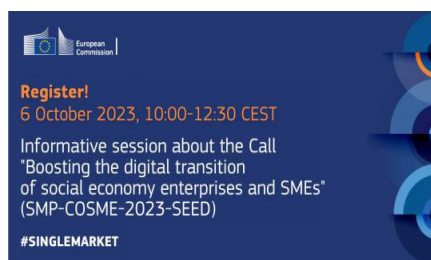 European
Commission
Register!
6 October 2023, 10:00-12:30 CEST
Informative session about the Call
"Boosting the digital transition
of social economy enterprises and SMEs"
(SMP-COSME-2023-SEED)
#SINGLEMARKET